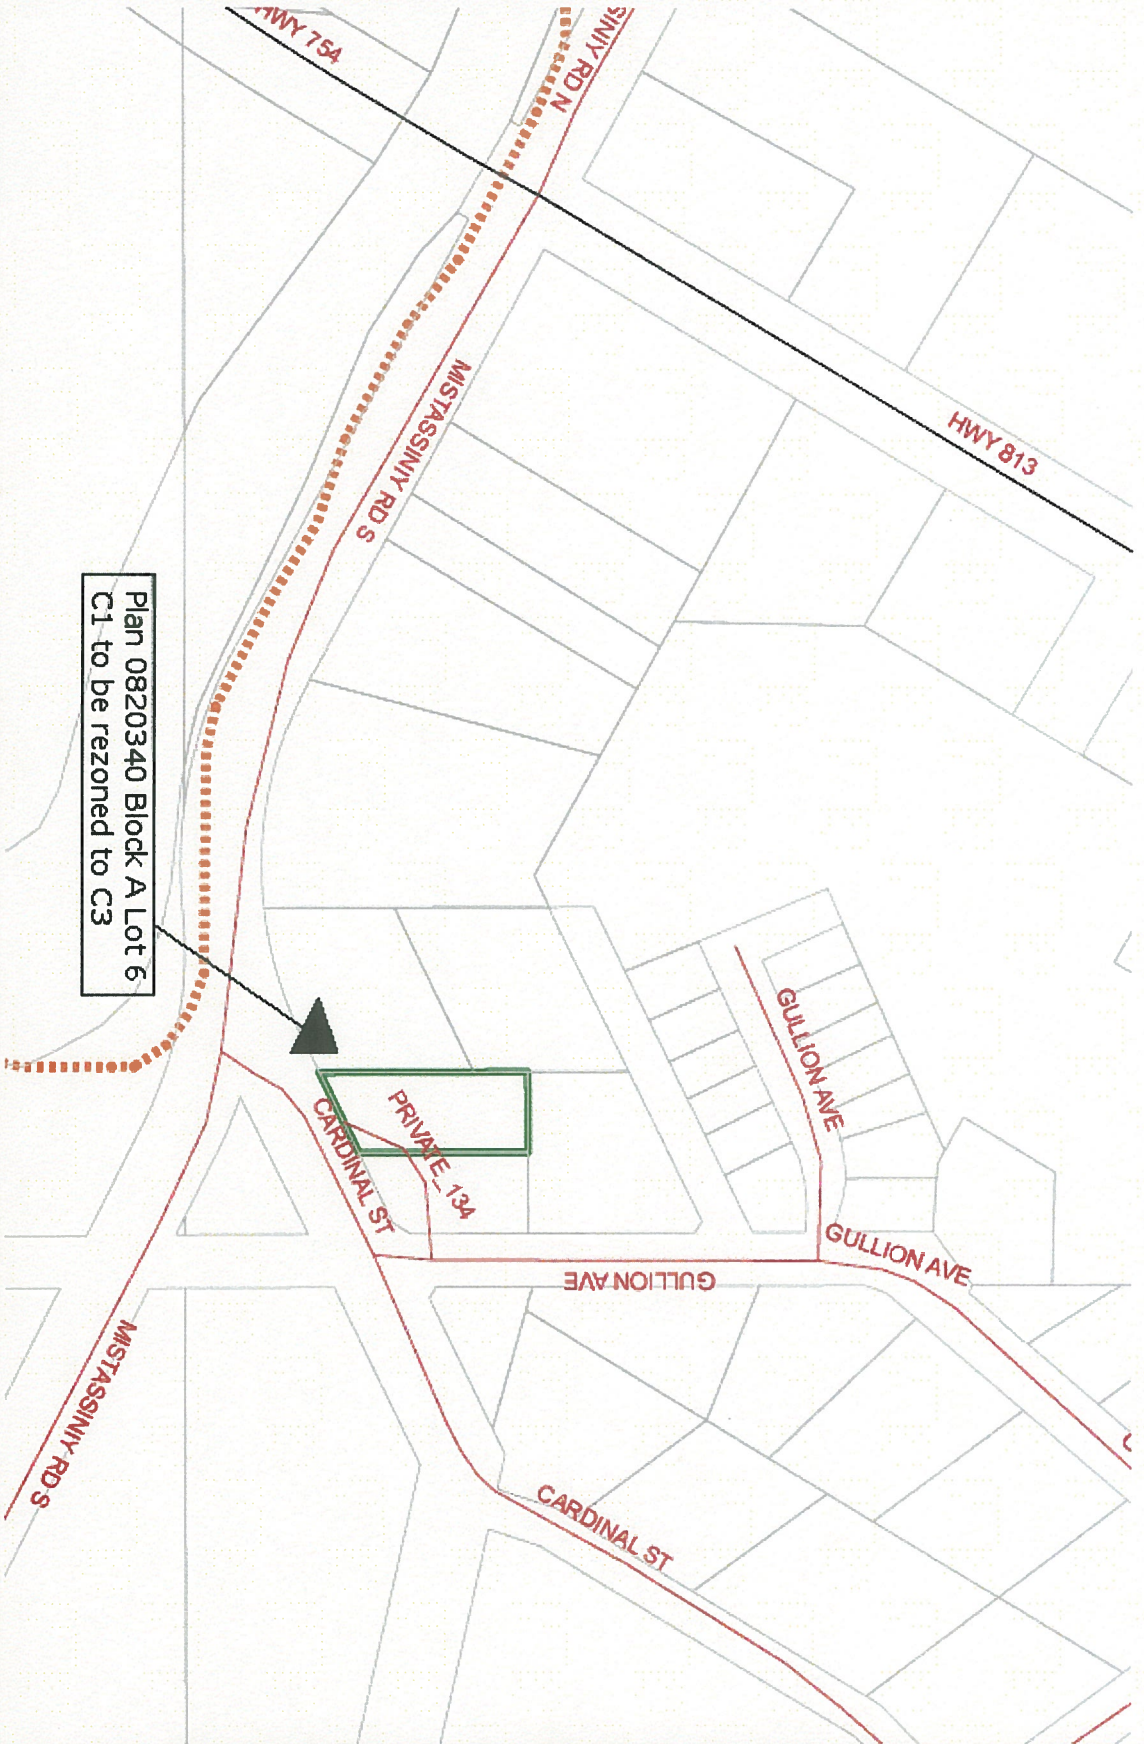 HWY 754
SINIY RD N
HWY 813
MISTASSINIY RD S
Plan 0820340 Block A Lot 6
C1 to be rezoned to C3
GULLION AVE
PRIVATE_134
CARDINAL ST
GULLION AVE
GULLION AVE
MISTASSINIY RD S
CARDINAL ST